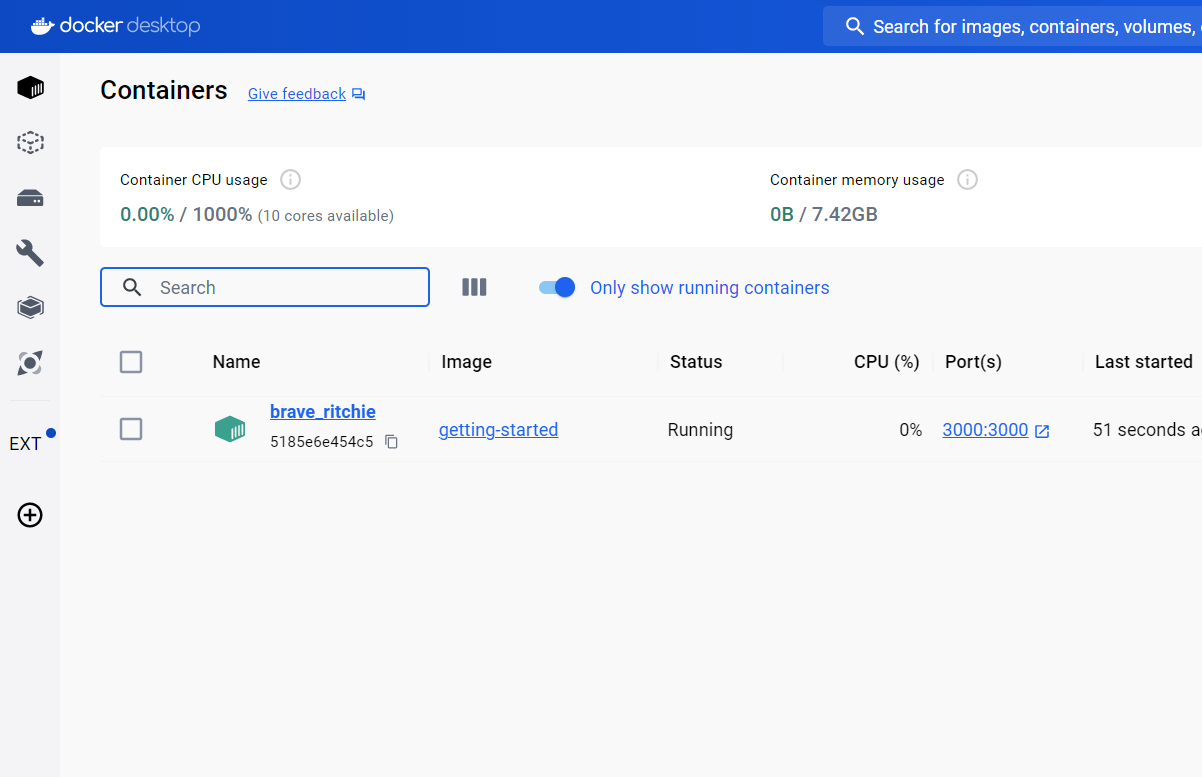 docker desktop
Search for images, containers, volumes,
Containers
Give feedback
Container CPU usage
0.00% / 1000% (10 cores available)
Container memory usage
0B / 7.42GB
Search
Only show running containers
Name Image Status CPU (%) Port(s) Last started
brave_ritchie
5185e6e454c5
getting-started Running 0% 3000:3000 51 seconds
EXT